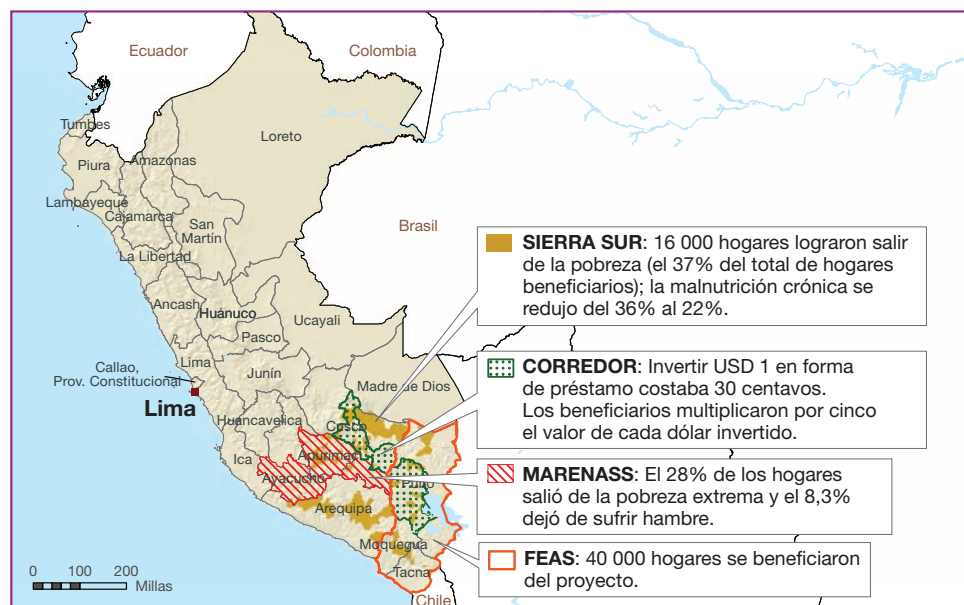 Ecuador
Colombia
Tumbes
Loreto
Piura
Amazonas
Lambayeque
Cajamarca
San
Martín
Brasil
La Libertad
Ancash
Huánuco
Ucayali
Pasco
Callao,
Prov. Constitucional
Lima
Junín
Madre de Dios
Lima
Huancavelica
Cusco
Ica
Apurimac
Ayacucho
Puno
Arequipa
Moquegua
Tacna
Chile
SIERRA SUR: 16 000 hogares lograron salir
de la pobreza (el 37% del total de hogares
beneficiarios); la malnutrición crónica se
redujo del 36% al 22%.
CORREDOR: Invertir USD 1 en forma
de préstamo costaba 30 centavos.
Los beneficiarios multiplicaron por cinco
el valor de cada dólar invertido.
MARENASS: El 28% de los hogares
salió de la pobreza extrema y el 8,3%
dejó de sufrir hambre.
FEAS: 40 000 hogares se beneficiaron
del proyecto.
0 50 100 200
Millas